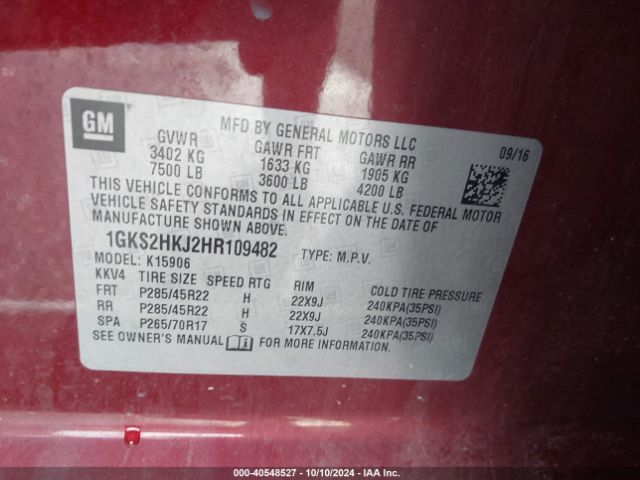 GM
MFD BY GENERAL MOTORS LLC
GVWR GAWR FRT GAWR RR 09/16
3402 KG 1633 KG 1905 KG
7500 LB 3600 LB 4200 LB
THIS VEHICLE CONFORMS TO ALL APPLICABLE U.S. FEDERAL MOTOR
VEHICLE SAFETY STANDARDS IN EFFECT ON THE DATE OF
MANUFACTURE SHOWN ABOVE.
1GKS2HKJ2HR109482 TYPE: M.P.V.
MODEL: K15906
KKV4 TIRE SIZE SPEED RTG RIM COLD TIRE PRESSURE
FRT P285/45R22 H 22X9J 240KPA(35PSI)
RR P285/45R22 H 22X9J 240KPA(35PSI)
SPA P265/70R17 S 17X7.5J 240KPA(35PSI)
SEE OWNER'S MANUAL FOR MORE INFORMATION.
000-40548527 - 10/10/2024 - IAA Inc.